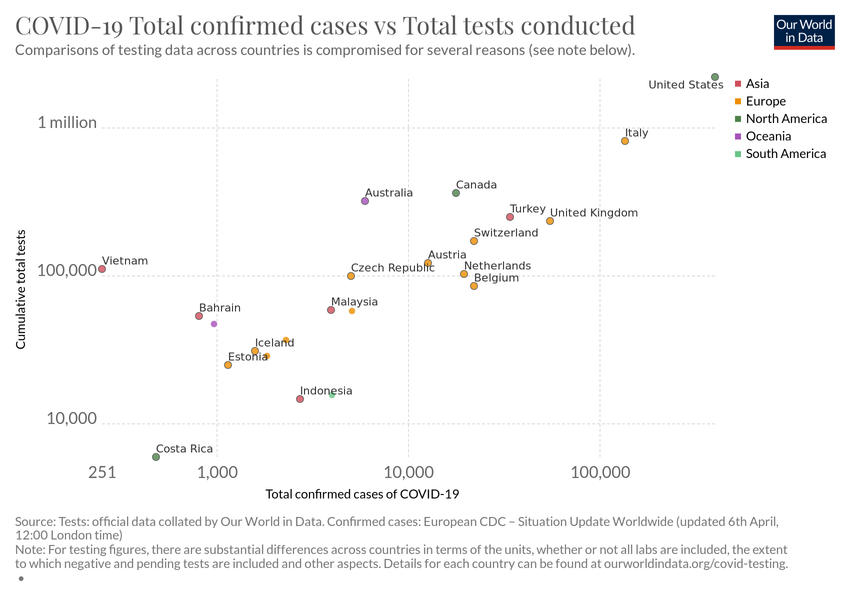 COVID-19 Total confirmed cases vs Total tests conducted
Comparisons of testing data across countries is compromised for several reasons (see note below).
Our World
in Data
United States
Asia
Europe
North America
Oceania
South America
1 million
Italy
Australia
Canada
Turkey
United Kingdom
Switzerland
Vietnam
100,000
Austria
Czech Republic
Netherlands
Belgium
Cumulative total tests
Bahrain
Malaysia
Iceland
Estonia
Indonesia
10,000
Costa Rica
251
1,000
10,000
100,000
Total confirmed cases of COVID-19
Source: Tests: official data collated by Our World in Data. Confirmed cases: European CDC – Situation Update Worldwide (updated 6th April,
12:00 London time)
Note: For testing figures, there are substantial differences across countries in terms of the units, whether or not all labs are included, the extent
to which negative and pending tests are included and other aspects. Details for each country can be found at ourworldindata.org/covid-testing.
•